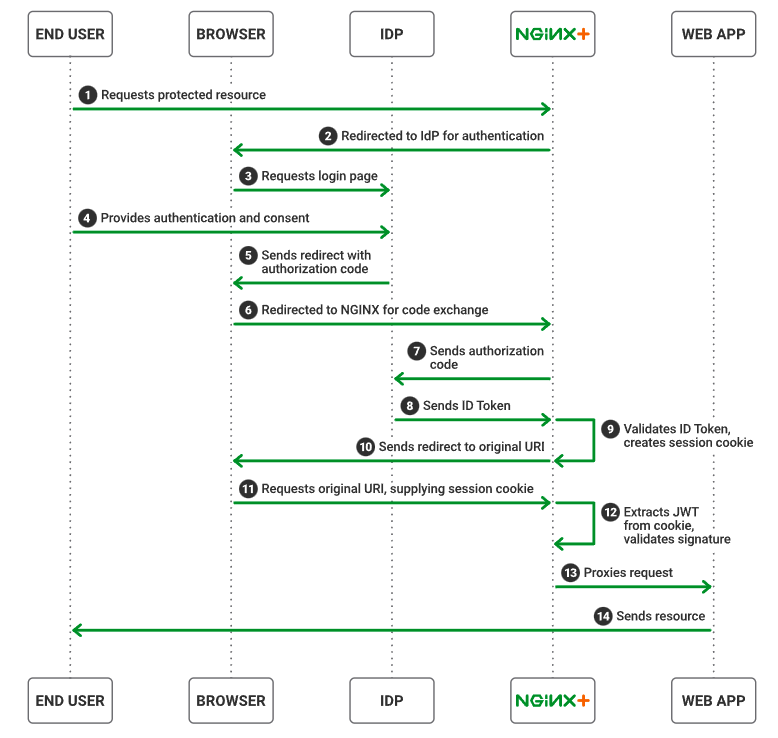 END USER
BROWSER
IDP
NGINX+
WEB APP
1 Requests protected resource
2 Redirected to IdP for authentication
3 Requests login page
4 Provides authentication and consent
5 Sends redirect with
authorization code
6 Redirected to NGINX for code exchange
7 Sends authorization
code
8 Sends ID Token
9 Validates ID Token,
creates session cookie
10 Sends redirect to original URI
11 Requests original URI, supplying session cookie
12 Extracts JWT
from cookie,
validates signature
13 Proxies request
14 Sends resource
END USER
BROWSER
IDP
NGINX+
WEB APP